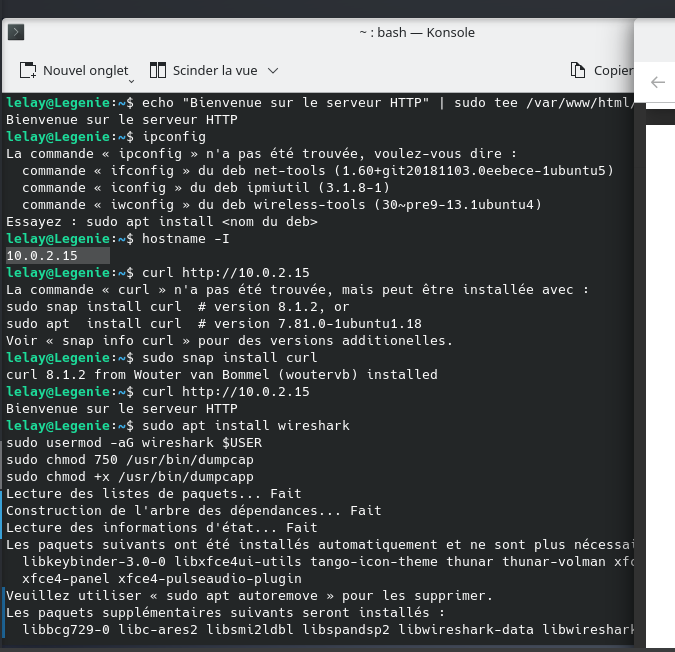 ~ : bash — Konsole
Nouvel onglet
Scinder la vue
Copier
lelay@Legenie:~$ echo "Bienvenue sur le serveur HTTP" | sudo tee /var/www/html/
Bienvenue sur le serveur HTTP
lelay@Legenie:~$ ipconfig
La commande « ipconfig » n'a pas été trouvée, voulez-vous dire :
  commande « ifconfig » du deb net-tools (1.60+git20181103.0eebece-1ubuntu5)
  commande « iconfig » du deb ipmiutil (3.1.8-1)
  commande « iwconfig » du deb wireless-tools (30~pre9-13.1ubuntu4)
Essayez : sudo apt install <nom du deb>
lelay@Legenie:~$ hostname -I
10.0.2.15
lelay@Legenie:~$ curl http://10.0.2.15
La commande « curl » n'a pas été trouvée, mais peut être installée avec :
sudo snap install curl  # version 8.1.2, or
sudo apt  install curl  # version 7.81.0-1ubuntu1.18
Voir « snap info curl » pour des versions additionelles.
lelay@Legenie:~$ sudo snap install curl
curl 8.1.2 from Wouter van Bommel (woutervb) installed
lelay@Legenie:~$ curl http://10.0.2.15
Bienvenue sur le serveur HTTP
lelay@Legenie:~$ sudo apt install wireshark
sudo usermod -aG wireshark $USER
sudo chmod 750 /usr/bin/dumpcap
sudo chmod +x /usr/bin/dumpcapp
Lecture des listes de paquets... Fait
Construction de l'arbre des dépendances... Fait
Lecture des informations d'état... Fait
Les paquets suivants ont été installés automatiquement et ne sont plus nécessai
  libkeybinder-3.0-0 libxfce4ui-utils tango-icon-theme thunar thunar-volman xfc
  xfce4-panel xfce4-pulseaudio-plugin
Veuillez utiliser « sudo apt autoremove » pour les supprimer.
Les paquets supplémentaires suivants seront installés :
  libbcg729-0 libc-ares2 libsmi2ldbl libspandsp2 libwireshark-data libwireshark